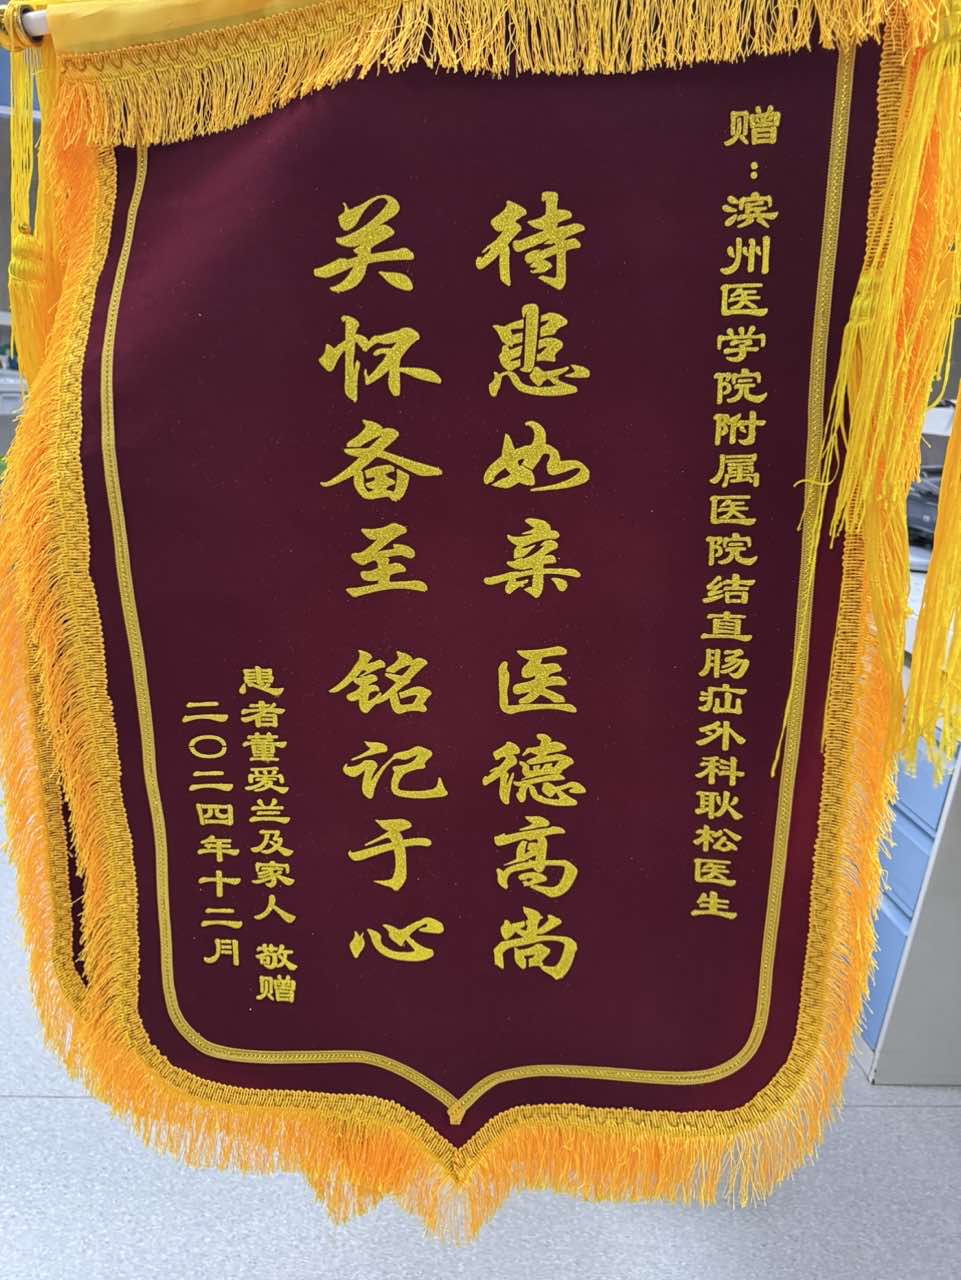 赠：滨州医学院附属医院结直肠疝外科耿松医生
待患如亲 医德高尚
关怀备至 铭记于心
患者董爱兰及家人 敬赠
二〇二四年十二月